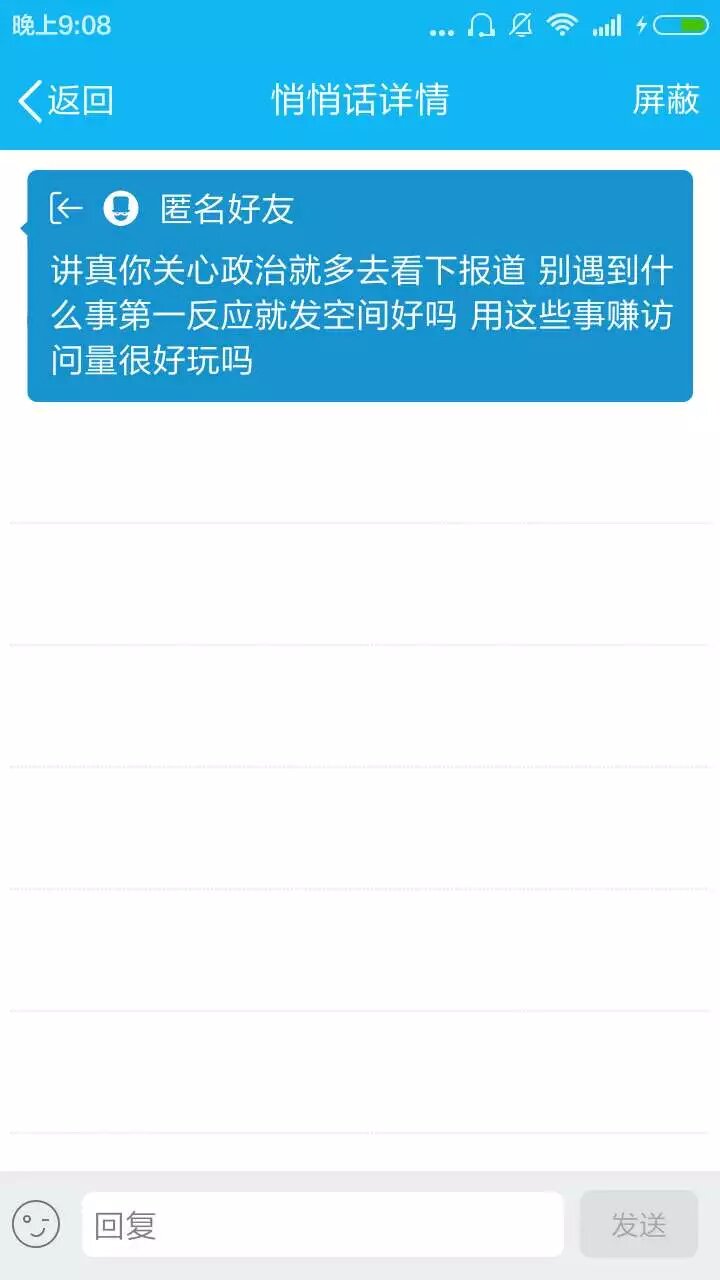 晚上9:08
返回
悄悄话详情
屏蔽
匿名好友
讲真你关心政治就多去看下报道 别遇到什
么事第一反应就发空间好吗 用这些事赚访
问量很好玩吗
回复
发送